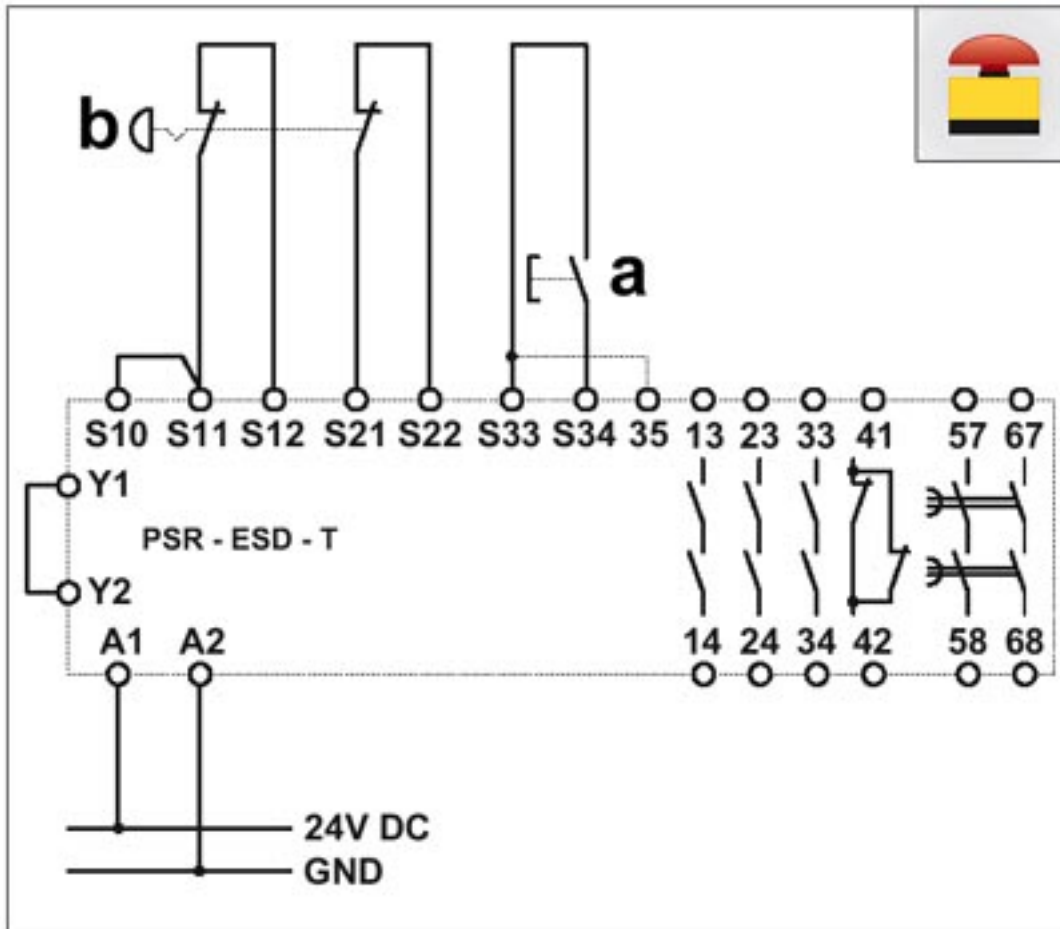 b
a
S10 S11 S12 S21 S22 S33 S34 35 13 23 33 41 57 67
Y1
PSR - ESD - T
Y2
A1 A2 14 24 34 42 58 68
24V DC
GND